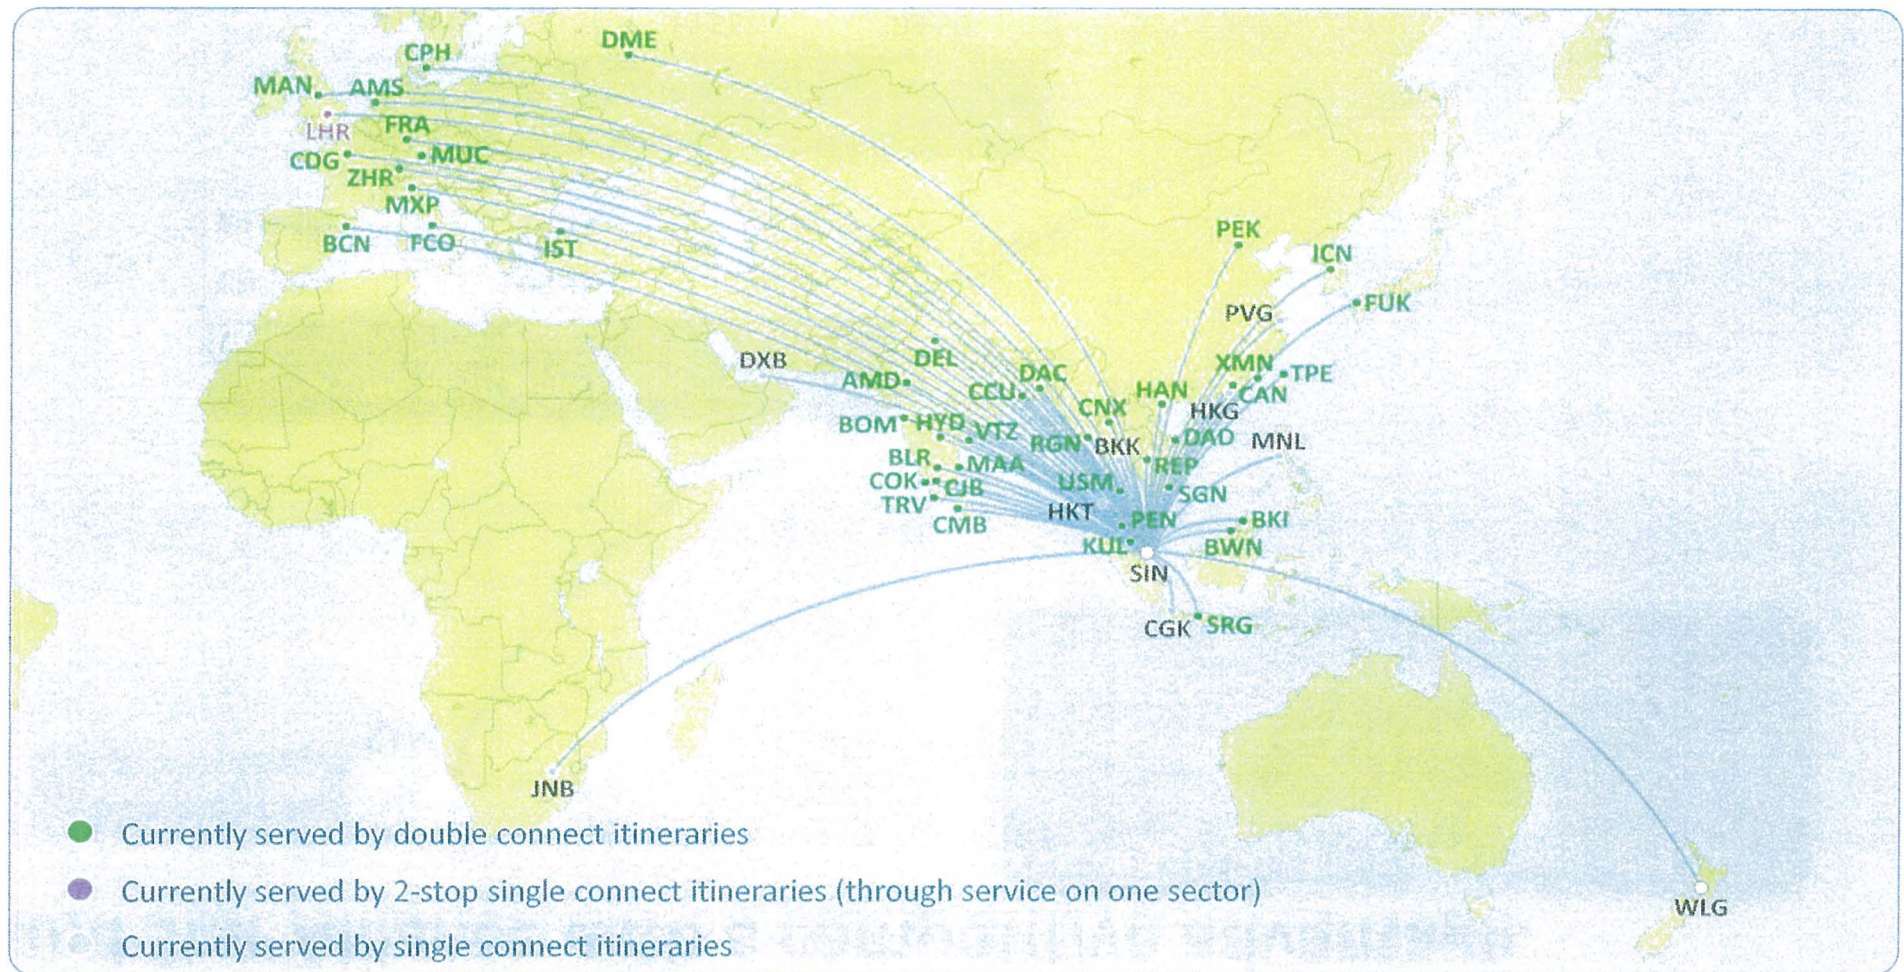 DME
CPH
MAN
AMS
LHR
FRA
CDG
MUC
ZHR
MXP
BCN
FCO
IST
PEK
ICN
PVG
FUK
DXB
DEL
AMD
DAC
CCU
XMN
TPE
HAN
CAN
CNX
HKG
BOM
HYD
VTZ
RGN
BKK
DAD
MNL
BLR
MAA
REP
COK
CJB
USM
SGN
TRV
HKT
CMB
PEN
BKI
KUL
BWN
SIN
CGK
SRG
JNB
Currently served by double connect itineraries
Currently served by 2-stop single connect itineraries (through service on one sector)
WLG
Currently served by single connect itineraries